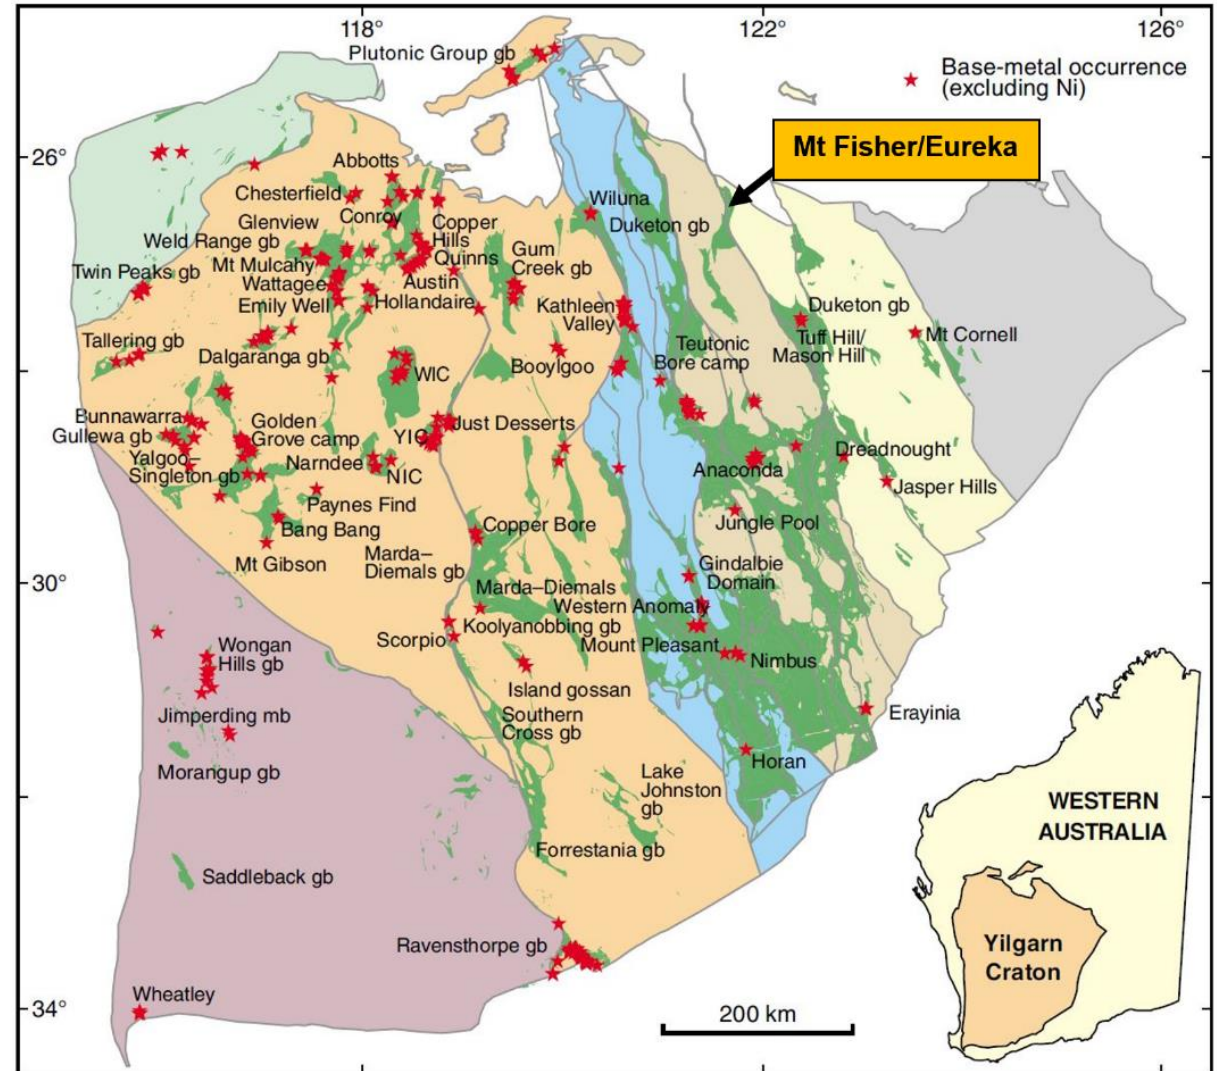 118°
122°
126°
Plutonic Group gb
Base-metal occurrence
(excluding Ni)
Mt Fisher/Eureka
26°
Abbotts
Chesterfield
Wiluna
Glenview
Conroy
Copper
Hills
Duketon gb
Weld Range gb
Quinns
Gum
Creek gb
Twin Peaks gb
Mt Mulcahy
Wattagee
Austin
Hollandaire
Emily Well
Kathleen
Valley
Duketon gb
Tuff Hill/
Mason Hill
Mt Cornell
Tallering gb
Dalgaranga gb
Teutonic
Bore camp
Booylgoo
WIC
Bunnawarra
Gullewa gb
Golden
Grove camp
YIC
Just Desserts
Yalgoo–
Singleton gb
Narndee
NIC
Anaconda
Dreadnought
Jasper Hills
Paynes Find
Bang Bang
Copper Bore
Jungle Pool
Mt Gibson
Marda–
Diemals gb
Gindalbie
Domain
30°
Marda–Diemals
Western Anomaly
Koolyanobbing gb
Scorpio
Mount Pleasant
Nimbus
Wongan
Hills gb
Island gossan
Jimperding mb
Southern
Cross gb
Erayinia
Morangup gb
Horan
Lake
Johnston
gb
WESTERN
AUSTRALIA
Forrestania gb
Saddleback gb
Ravensthorpe gb
Yilgarn
Craton
Wheatley
34°
200 km